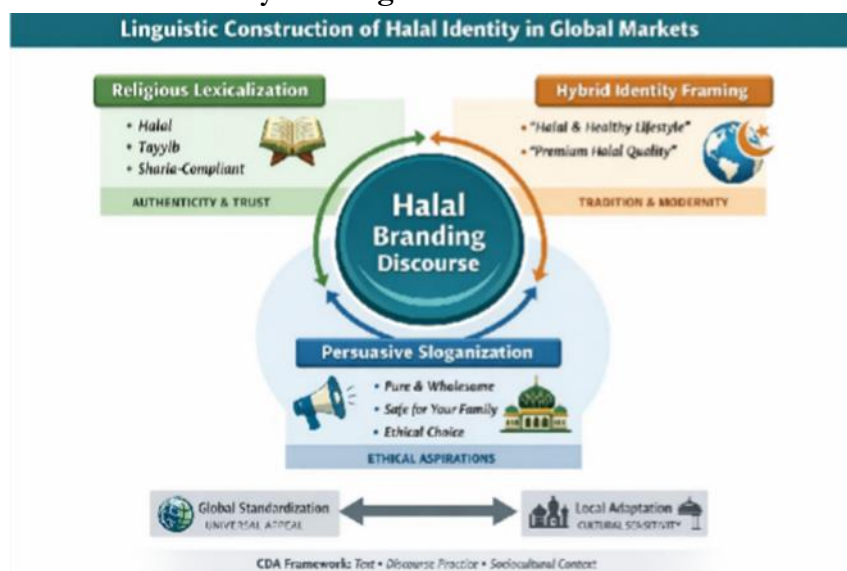 Linguistic Construction of Halal Identity in Global Markets
Religious Lexicalization
• Halal
• Tayyib
• Sharia-Compliant
AUTHENTICITY & TRUST
Hybrid Identity Framing
• "Halal & Healthy Lifestyle"
• "Premium Halal Quality"
TRADITION & MODERNITY
Halal
Branding
Discourse
Persuasive Sloganization
• Pure & Wholesome
• Safe for Your Family
• Ethical Choice
ETHICAL ASPIRATIONS
Global Standardization
UNIVERSAL APPEAL
Local Adaptation
CULTURAL SENSITIVITY
CDA Framework: Text • Discourse Practice • Sociocultural Context